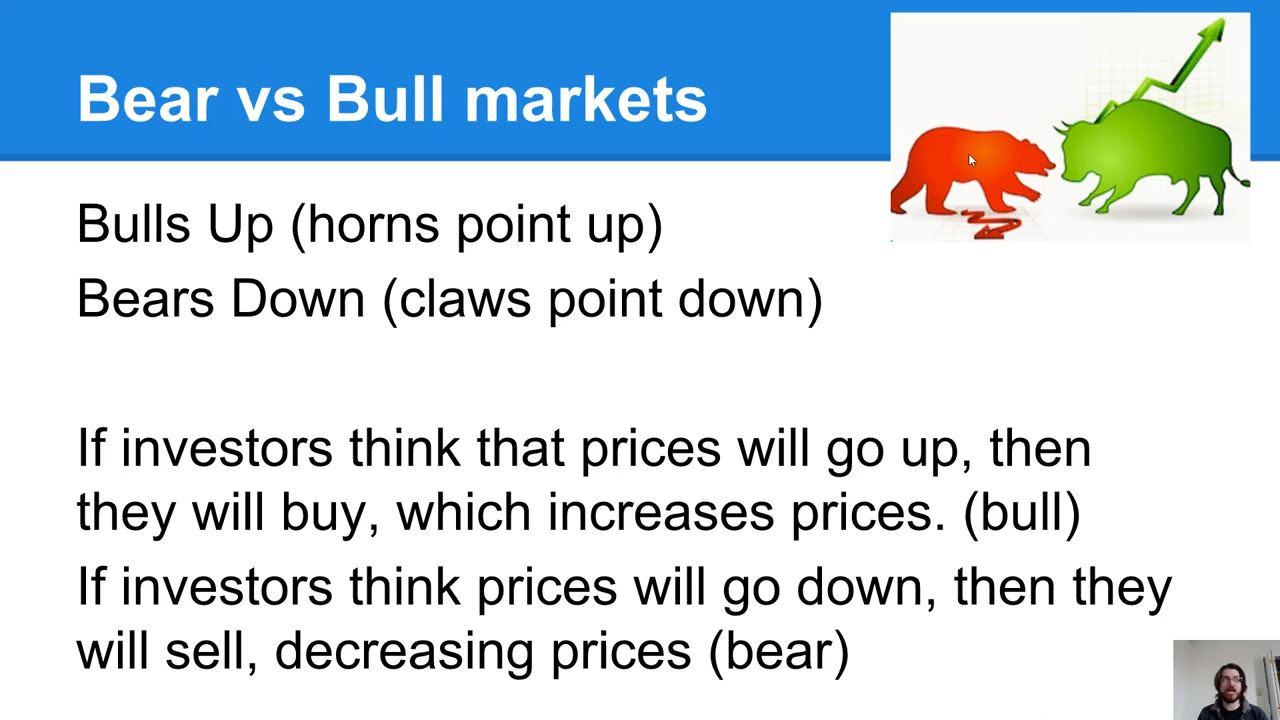 Bear vs Bull markets
Bulls Up (horns point up)
Bears Down (claws point down)
If investors think that prices will go up, then
they will buy, which increases prices. (bull)
If investors think prices will go down, then they
will sell, decreasing prices (bear)